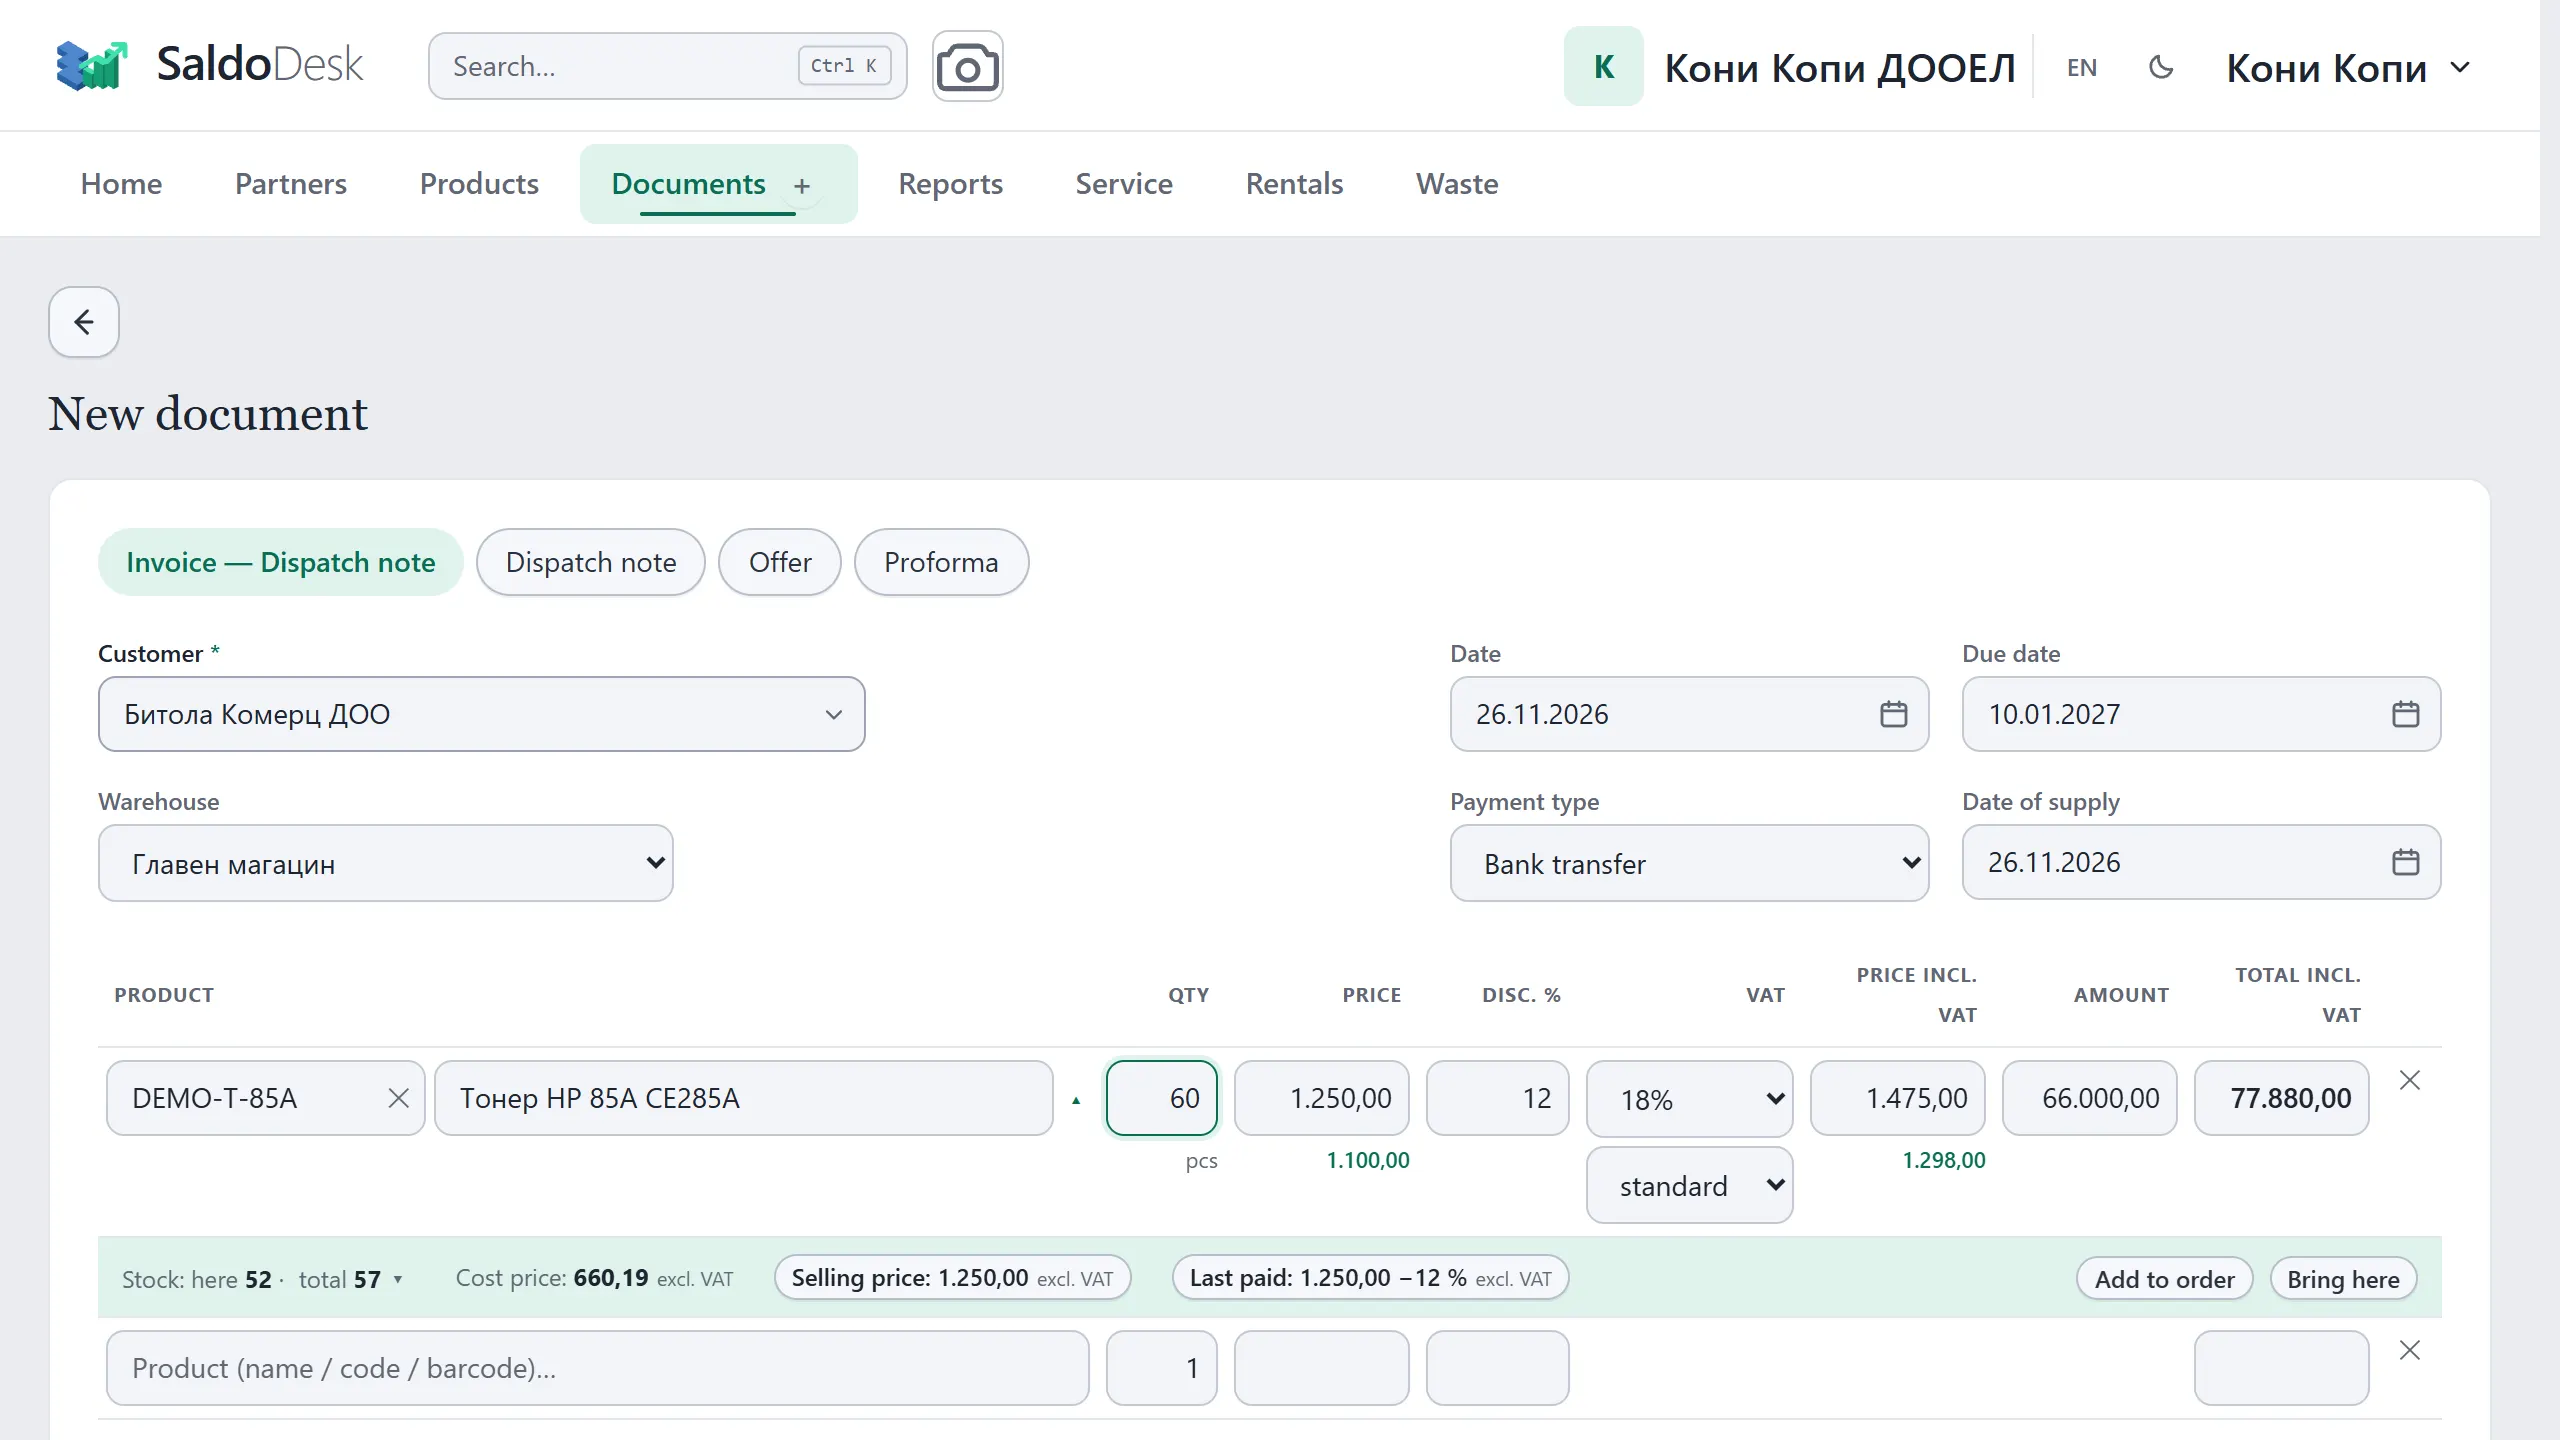 SaldoDesk
Search...
Ctrl K
K
Кони Копи ДООЕЛ
EN
Кони Копи
Home
Partners
Products
Documents +
Reports
Service
Rentals
Waste
New document
Invoice — Dispatch note
Dispatch note
Offer
Proforma
Customer *
Date
Due date
Битола Комерц ДОО
26.11.2026
10.01.2027
Warehouse
Payment type
Date of supply
Главен магацин
Bank transfer
26.11.2026
PRODUCT
QTY
PRICE
DISC. %
VAT
PRICE INCL.
VAT
AMOUNT
TOTAL INCL.
VAT
DEMO-T-85A
Тонер HP 85A CE285A
60
1.250,00
12
18%
1.475,00
66.000,00
77.880,00
pcs
1.100,00
1.298,00
standard
Stock: here 52 · total 57
Cost price: 660,19 excl. VAT
Selling price: 1.250,00 excl. VAT
Last paid: 1.250,00 −12 % excl. VAT
Add to order
Bring here
Product (name / code / barcode)...
1